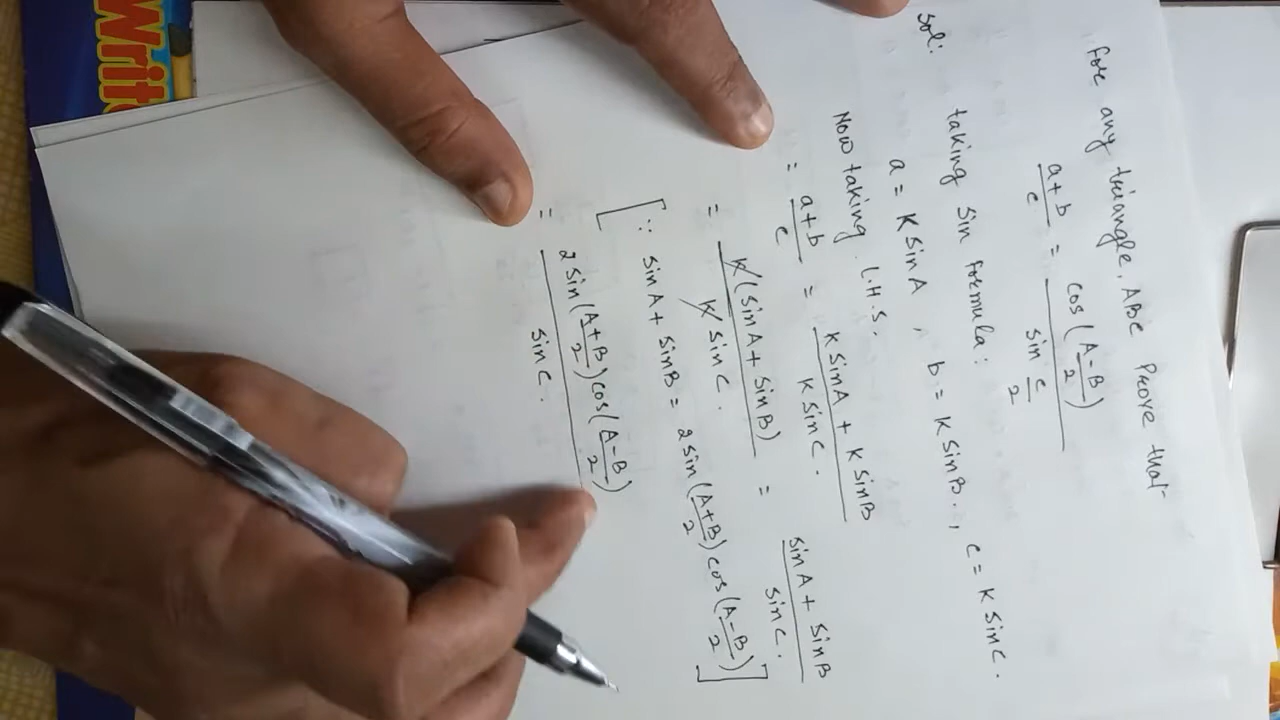 For any triangle, ABC Prove that
a+b/c = cos(A-B/2)/sin c/2
Sol: taking sin formula:
a = K sin A , b = K sin B , c = K sin C.
Now taking L.H.S.
= a+b/c = K sin A + K sin B/K sin C.
= K(sin A + sin B)/K sin C. = sin A + sin B/sin C.
[∵ sin A + sin B = 2 sin(A+B/2) cos(A-B/2)]
= 2 sin(A+B/2) cos(A-B/2)/sin C.
Writ